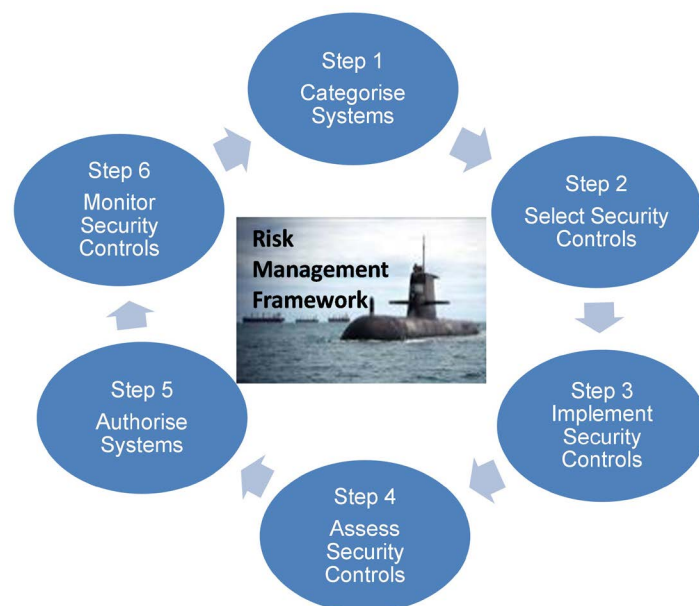 Step 1
Categorise
Systems
Step 2
Select Security
Controls
Step 3
Implement
Security
Controls
Step 4
Assess
Security
Controls
Step 5
Authorise
Systems
Step 6
Monitor
Security
Controls
Risk
Management
Framework